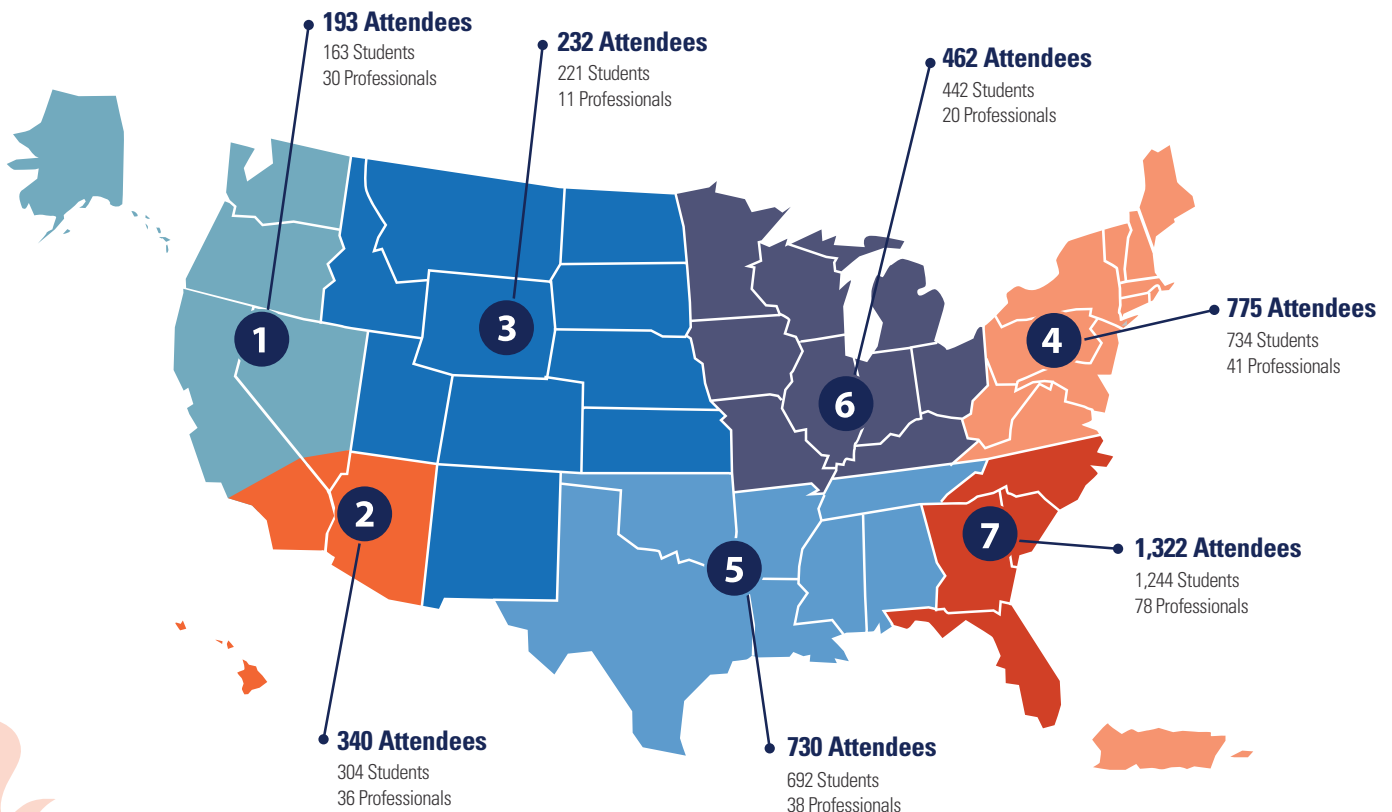 193 Attendees
163 Students
30 Professionals
232 Attendees
221 Students
11 Professionals
462 Attendees
442 Students
20 Professionals
775 Attendees
734 Students
41 Professionals
1
3
4
6
2
5
7
1,322 Attendees
1,244 Students
78 Professionals
340 Attendees
304 Students
36 Professionals
730 Attendees
692 Students
38 Professionals